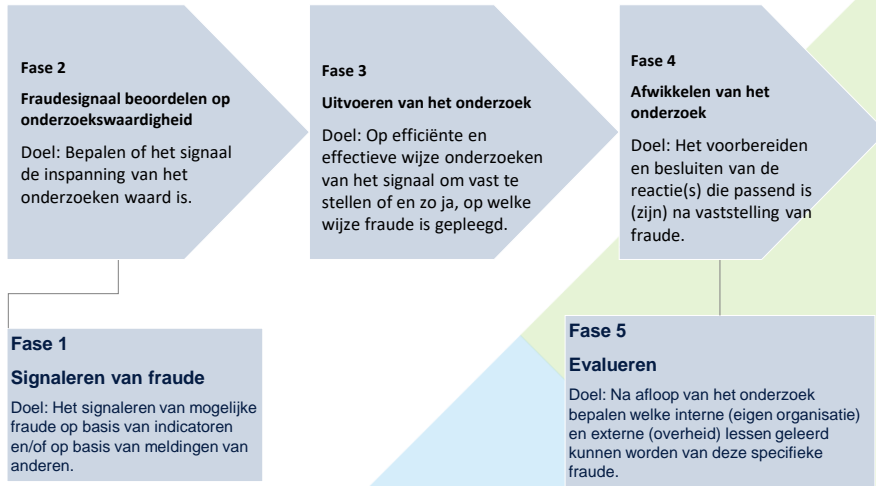 Fase 2
Fraudesignaal beoordelen op
onderzoekswaardigheid
Doel: Bepalen of het signaal
de inspanning van het
onderzoeken waard is.
Fase 3
Uitvoeren van het onderzoek
Doel: Op efficiënte en
effectieve wijze onderzoeken
van het signaal om vast te
stellen of en zo ja, op welke
wijze fraude is gepleegd.
Fase 4
Afwikkelen van het
onderzoek
Doel: Het voorbereiden
en besluiten van de
reactie(s) die passend is
(zijn) na vaststelling van
fraude.
Fase 1
Signaleren van fraude
Doel: Het signaleren van mogelijke
fraude op basis van indicatoren
en/of op basis van meldingen van
anderen.
Fase 5
Evalueren
Doel: Na afloop van het onderzoek
bepalen welke interne (eigen organisatie)
en externe (overheid) lessen geleerd
kunnen worden van deze specifieke
fraude.